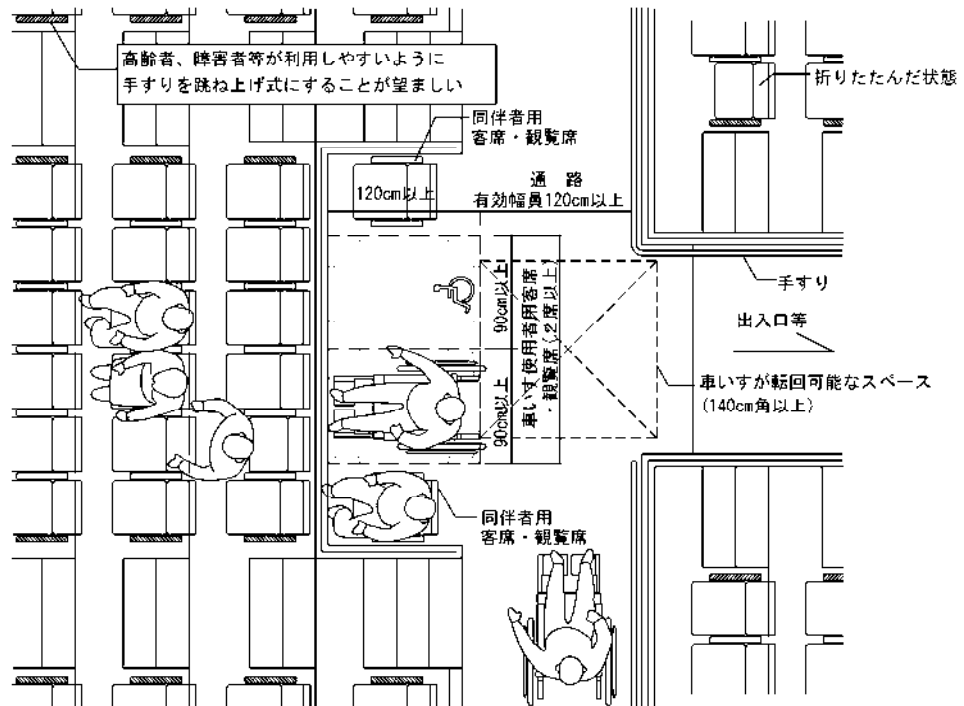 高齢者、障害者等が利用しやすいように
手すりを跳ね上げ式にすることが望ましい
折りたたんだ状態
同伴者用
客席・観覧席
120cm以上
通 路
有効幅員120cm以上
90cm以上
90cm以上
車いす使用者用客席
・観覧席(2席以上)
手すり
出入口等
車いすが転回可能なスペース
(140cm角以上)
同伴者用
客席・観覧席